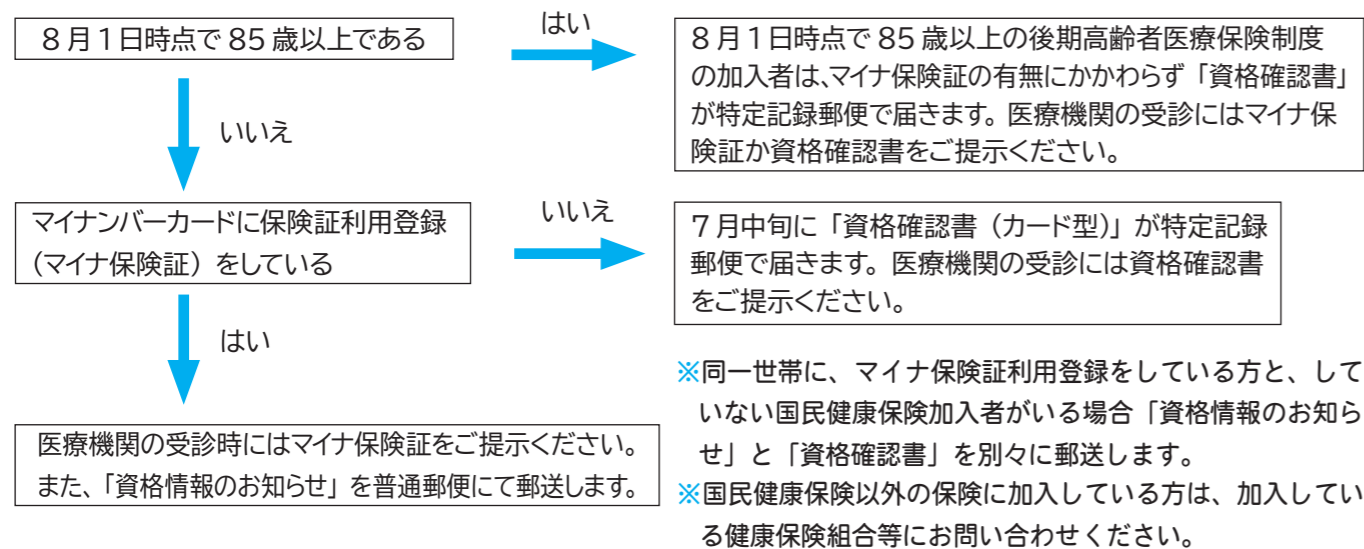 ８月１日時点で 85 歳以上である
はい
８月１日時点で 85 歳以上の後期高齢者医療保険制度
の加入者は、マイナ保険証の有無にかかわらず「資格確認書」
が特定記録郵便で届きます。医療機関の受診にはマイナ保
険証か資格確認書をご提示ください。
いいえ
マイナンバーカードに保険証利用登録
（マイナ保険証）をしている
いいえ
７月中旬に「資格確認書（カード型）」が特定記録
郵便で届きます。医療機関の受診には資格確認書
をご提示ください。
はい
医療機関の受診時にはマイナ保険証をご提示ください。
また、「資格情報のお知らせ」を普通郵便にて郵送します。
※同一世帯に、マイナ保険証利用登録をしている方と、して
いない国民健康保険加入者がいる場合「資格情報のお知ら
せ」と「資格確認書」を別々に郵送します。
※国民健康保険以外の保険に加入している方は、加入してい
る健康保険組合等にお問い合わせください。